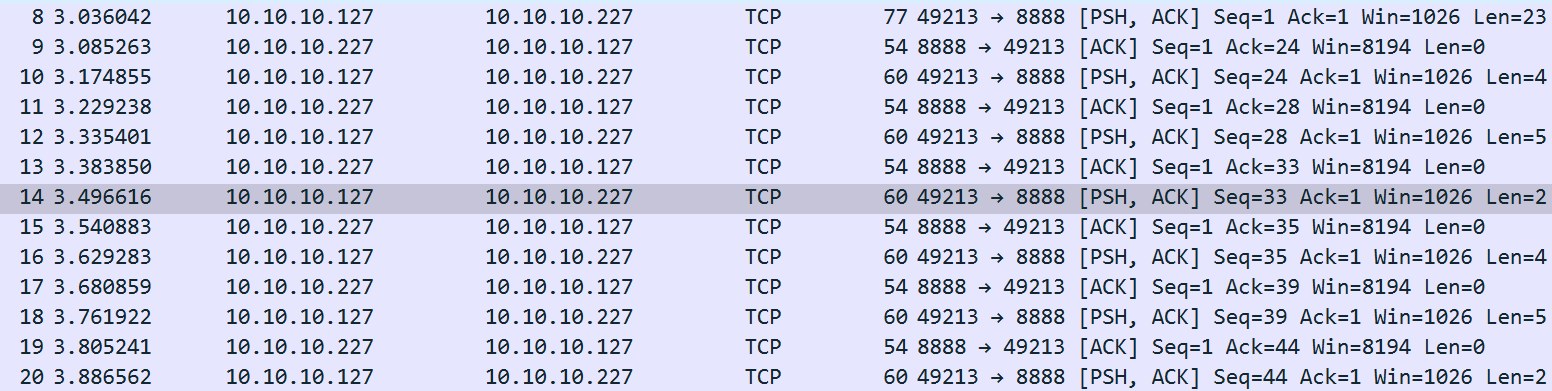 8 3.036042 10.10.10.127 10.10.10.227 TCP 77 49213 → 8888 [PSH, ACK] Seq=1 Ack=1 Win=1026 Len=23
9 3.085263 10.10.10.227 10.10.10.127 TCP 54 8888 → 49213 [ACK] Seq=1 Ack=24 Win=8194 Len=0
10 3.174855 10.10.10.127 10.10.10.227 TCP 60 49213 → 8888 [PSH, ACK] Seq=24 Ack=1 Win=1026 Len=4
11 3.229238 10.10.10.227 10.10.10.127 TCP 54 8888 → 49213 [ACK] Seq=1 Ack=28 Win=8194 Len=0
12 3.335401 10.10.10.127 10.10.10.227 TCP 60 49213 → 8888 [PSH, ACK] Seq=28 Ack=1 Win=1026 Len=5
13 3.383850 10.10.10.227 10.10.10.127 TCP 54 8888 → 49213 [ACK] Seq=1 Ack=33 Win=8194 Len=0
14 3.496616 10.10.10.127 10.10.10.227 TCP 60 49213 → 8888 [PSH, ACK] Seq=33 Ack=1 Win=1026 Len=2
15 3.540883 10.10.10.227 10.10.10.127 TCP 54 8888 → 49213 [ACK] Seq=1 Ack=35 Win=8194 Len=0
16 3.629283 10.10.10.127 10.10.10.227 TCP 60 49213 → 8888 [PSH, ACK] Seq=35 Ack=1 Win=1026 Len=4
17 3.680859 10.10.10.227 10.10.10.127 TCP 54 8888 → 49213 [ACK] Seq=1 Ack=39 Win=8194 Len=0
18 3.761922 10.10.10.127 10.10.10.227 TCP 60 49213 → 8888 [PSH, ACK] Seq=39 Ack=1 Win=1026 Len=5
19 3.805241 10.10.10.227 10.10.10.127 TCP 54 8888 → 49213 [ACK] Seq=1 Ack=44 Win=8194 Len=0
20 3.886562 10.10.10.127 10.10.10.227 TCP 60 49213 → 8888 [PSH, ACK] Seq=44 Ack=1 Win=1026 Len=2